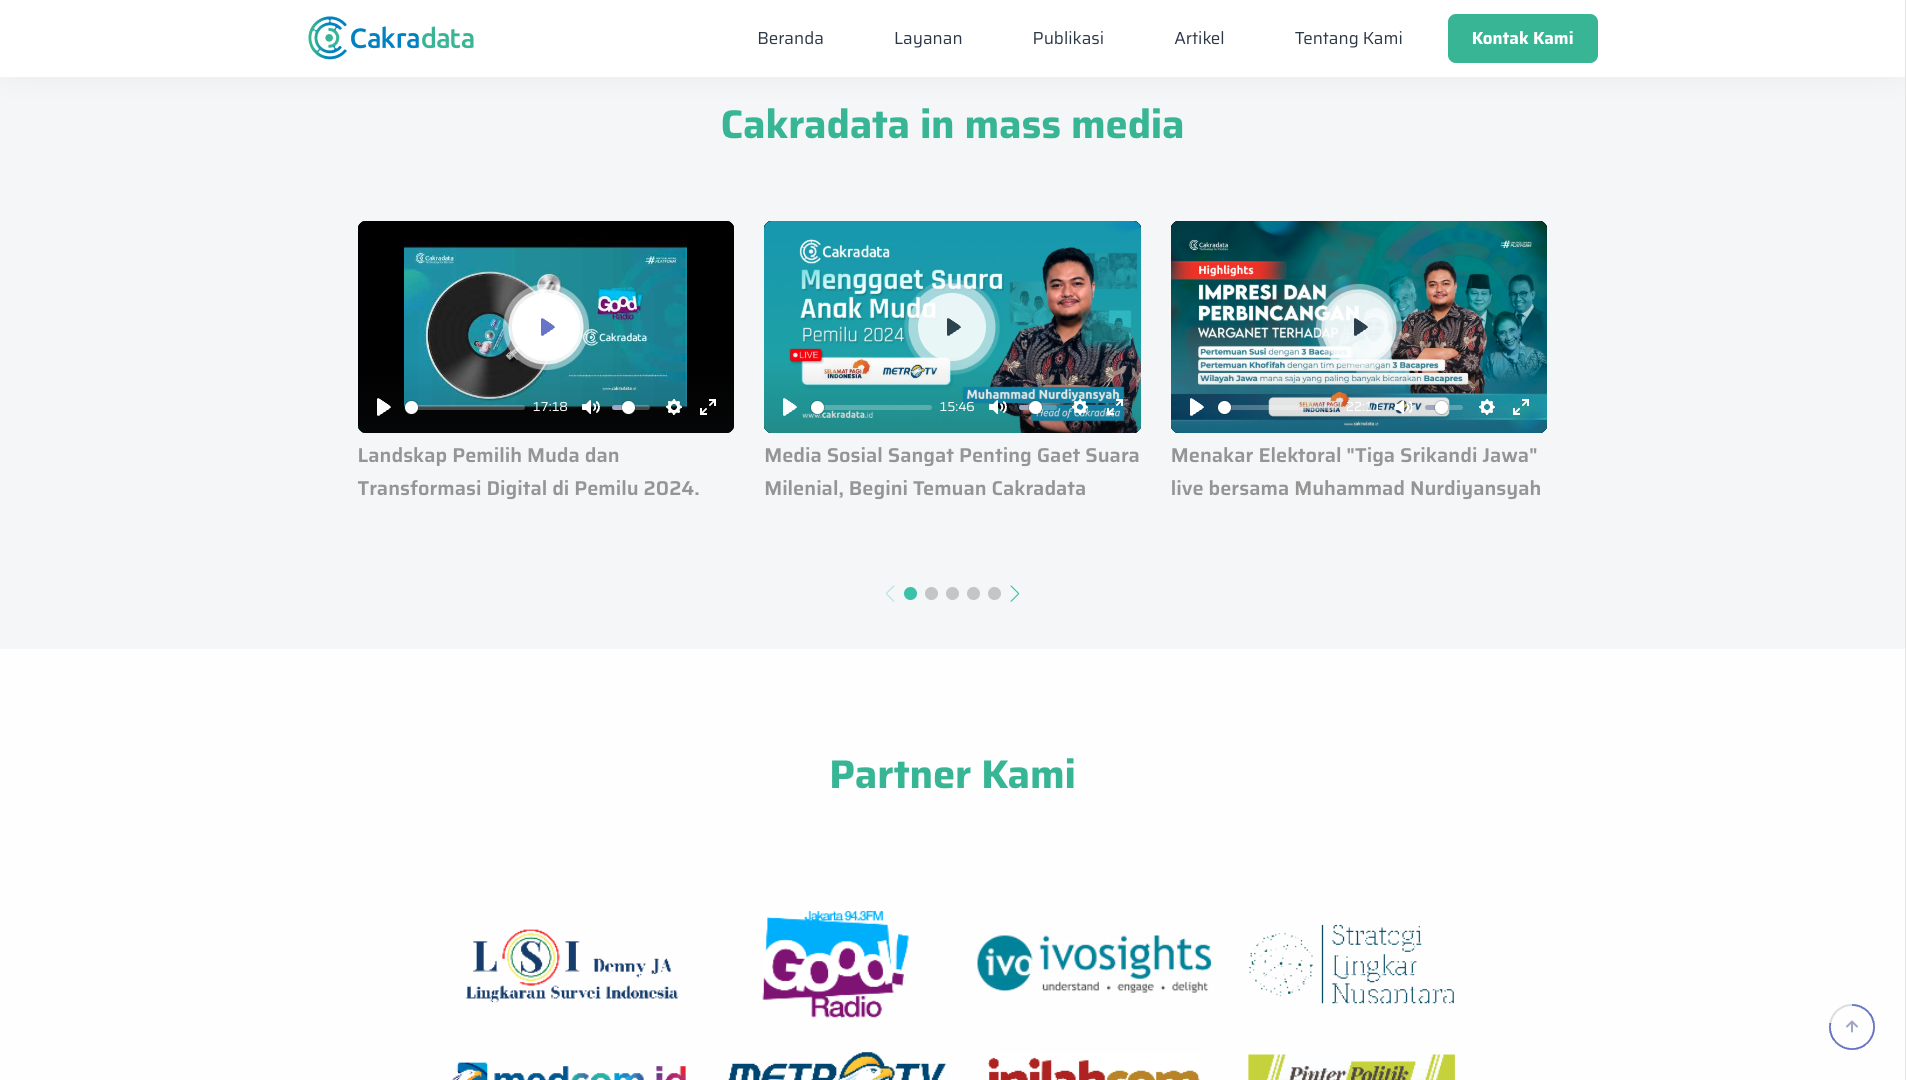 Cakradata
Beranda
Layanan
Publikasi
Artikel
Tentang Kami
Kontak Kami
Cakradata in mass media
Cakradata
Good!
Radio
Cakradata
www.cakradata.id
17:18
Cakradata
Menggaet Suara
Anak Muda
Pemilu 2024
LIVE
SELAMAT PAGI
INDONESIA
METRO TV
Muhammad Nurdiyansyah
Head of Cakradata
www.cakradata.id
15:46
Cakradata
Highlights
IMPRESI DAN
PERBINCANGAN
WARGANET TERHADAP
Pertemuan Susi dengan 3 Bacapres
Pertemuan Khofifah dengan tim pemenangan 3 Bacapres
Wilayah Jawa mana saja yang paling banyak bicarakan Bacapres
SELAMAT PAGI
INDONESIA
METRO TV
www.cakradata.id
Landskap Pemilih Muda dan
Transformasi Digital di Pemilu 2024.
Media Sosial Sangat Penting Gaet Suara
Milenial, Begini Temuan Cakradata
Menakar Elektoral "Tiga Srikandi Jawa"
live bersama Muhammad Nurdiyansyah
Partner Kami
LSI Denny JA
Lingkaran Survei Indonesia
Jakarta 94.3FM
Good!
Radio
ivo ivosights
understand • engage • delight
Strategi
Lingkar
Nusantara
medcom.id
METRO TV
inilahcom
Pinter Politik